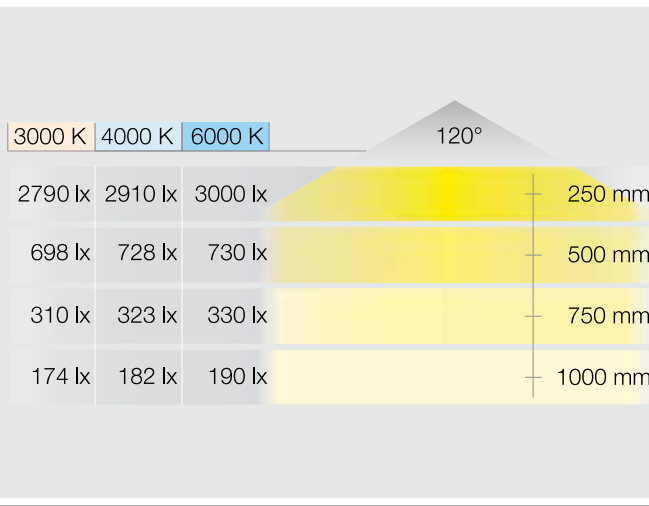 3000 K 4000 K 6000 K 120°
2790 lx 2910 lx 3000 lx 250 mm
698 lx 728 lx 730 lx 500 mm
310 lx 323 lx 330 lx 750 mm
174 lx 182 lx 190 lx 1000 mm